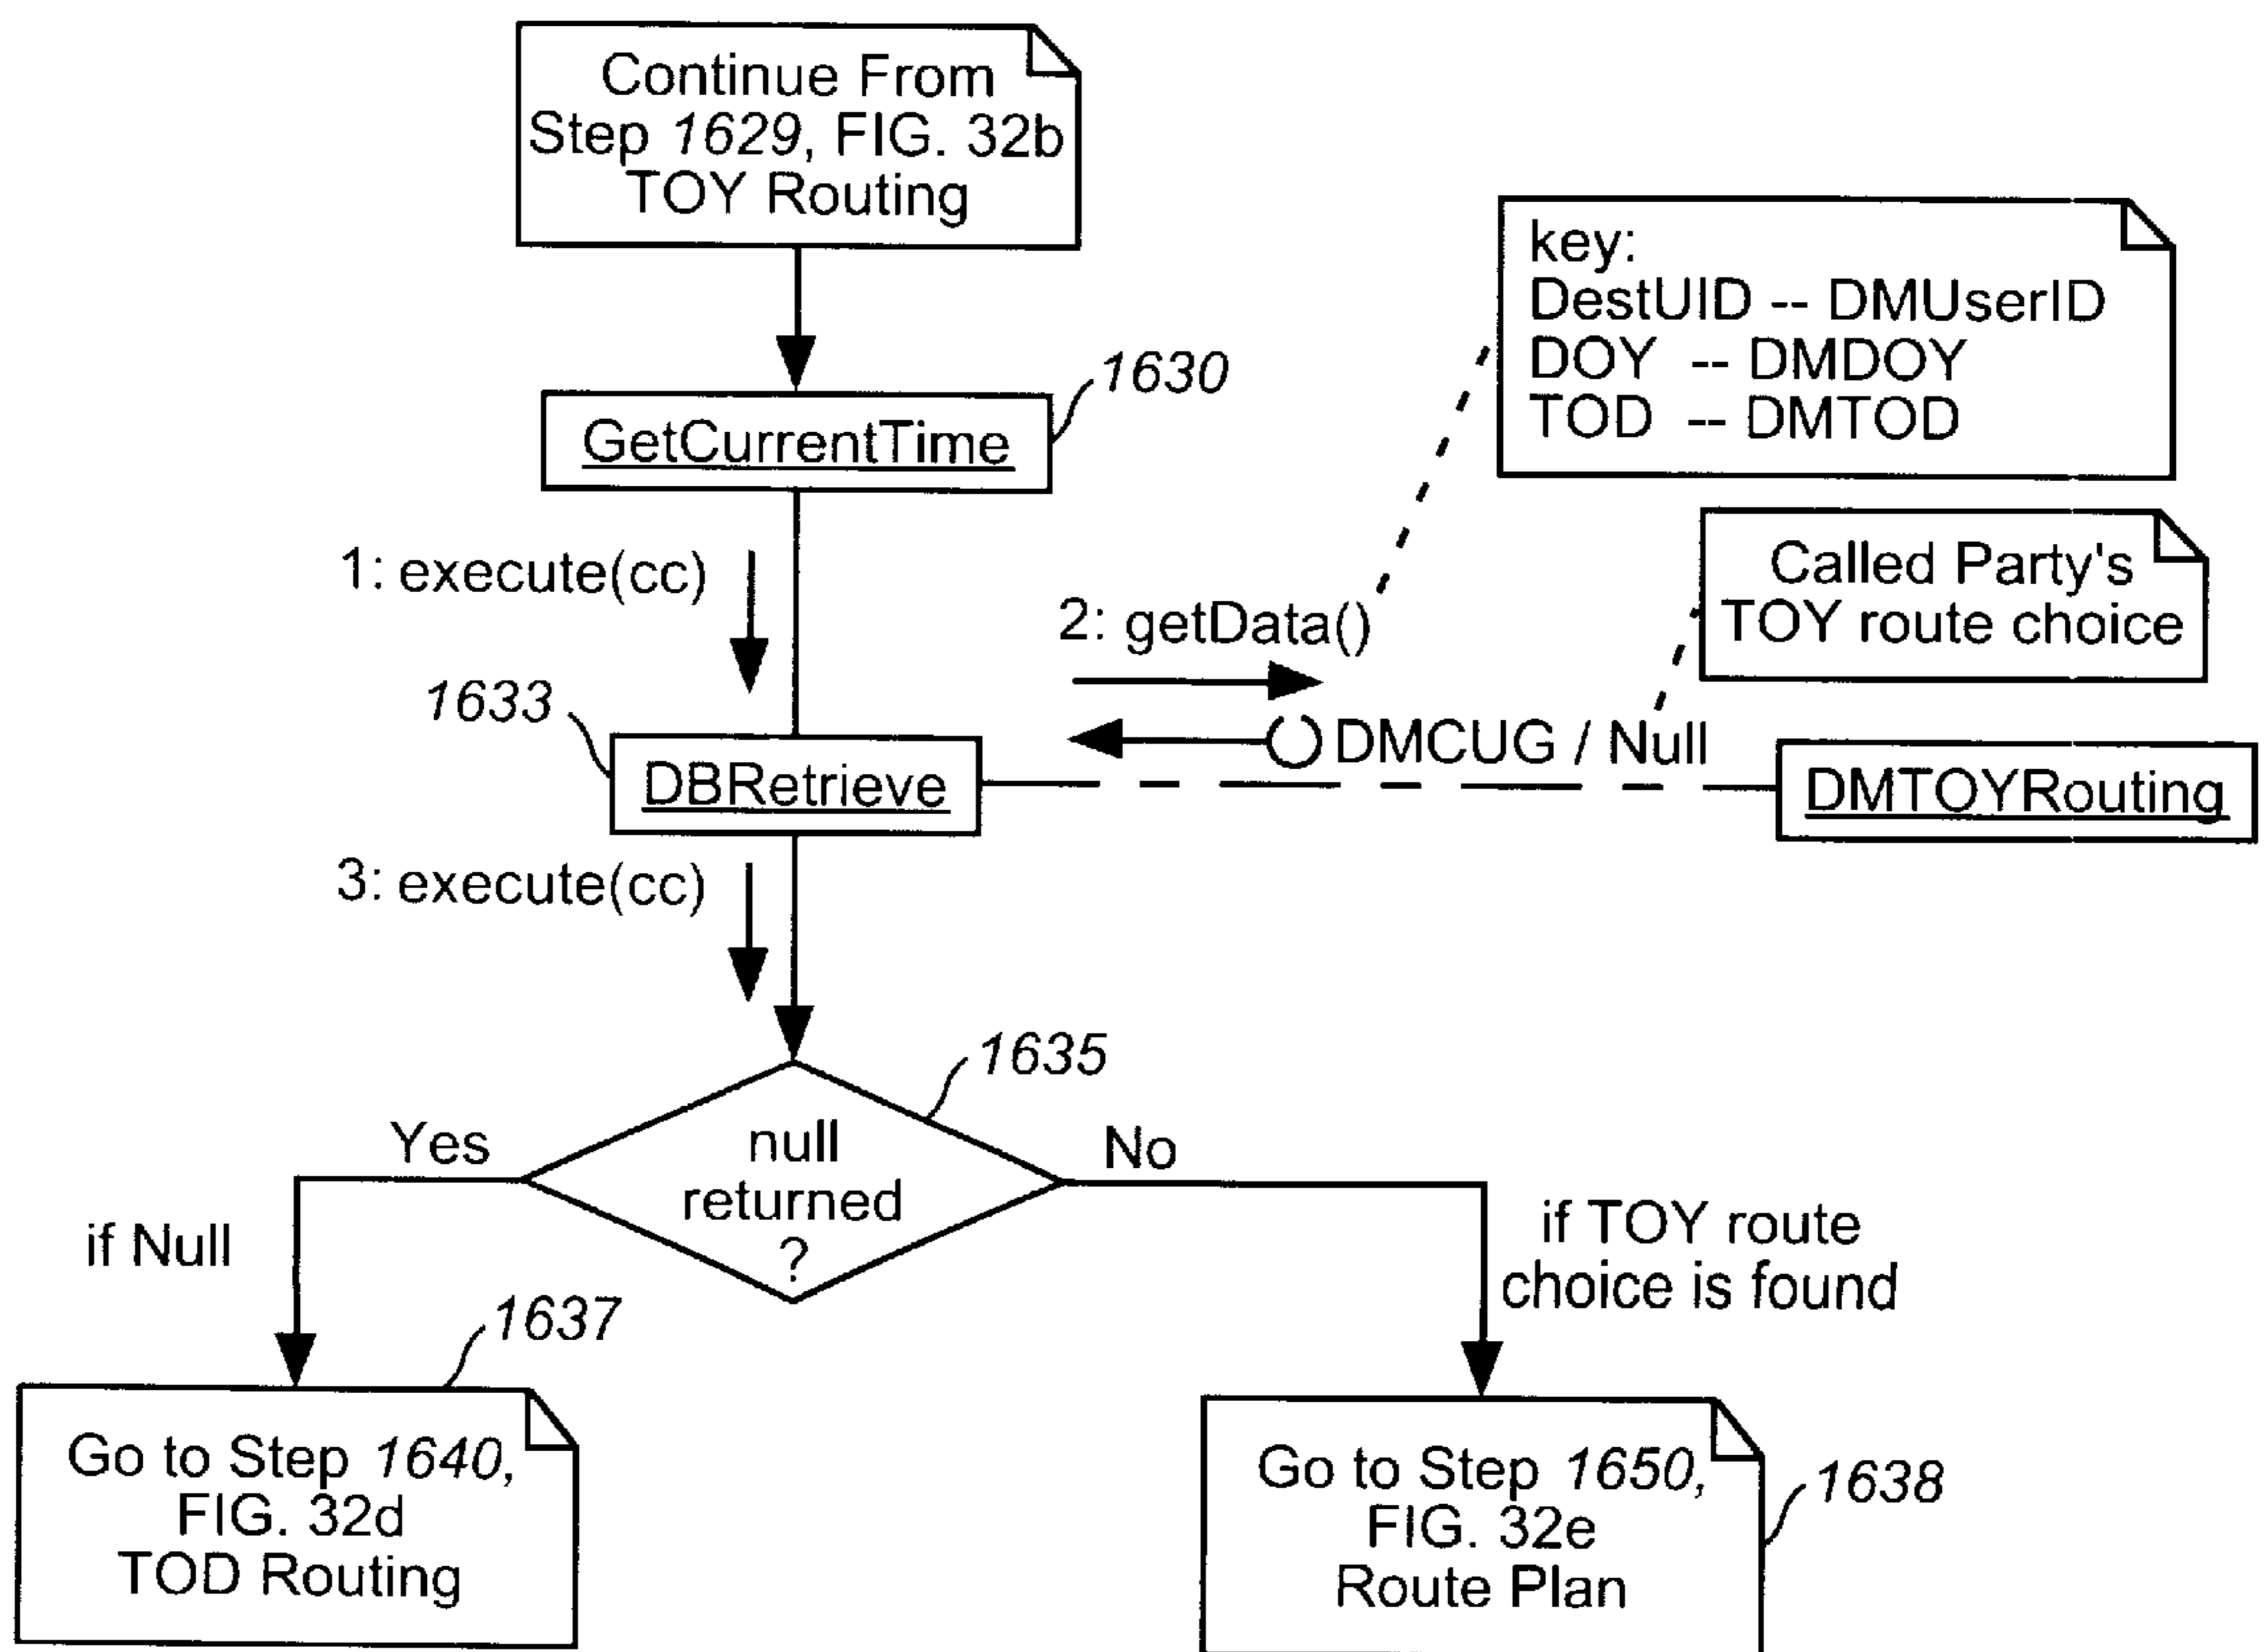 Continue From
Step 1629, FIG. 32b
TOY Routing
key:
DestUID -- DMUserID
DOY -- DMDOY
TOD -- DMTOD
1630
GetCurrentTime
Called Party's
TOY route choice
1: execute(cc)
2: getData()
1633
DMCUG / Null
DBRetrieve
DMTOYRouting
3: execute(cc)
1635
null
returned
?
Yes
No
if Null
if TOY route
choice is found
1637
Go to Step 1640,
FIG. 32d
TOD Routing
Go to Step 1650,
FIG. 32e
Route Plan
1638